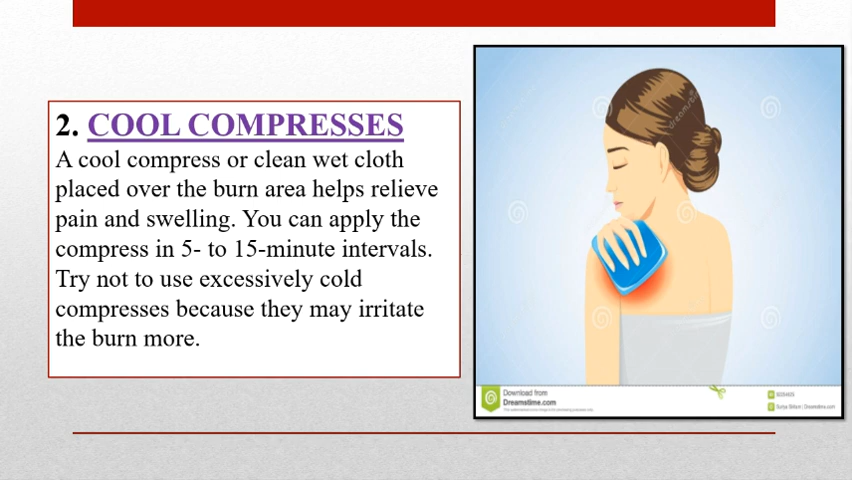 2. COOL COMPRESSES
A cool compress or clean wet cloth
placed over the burn area helps relieve
pain and swelling. You can apply the
compress in 5- to 15-minute intervals.
Try not to use excessively cold
compresses because they may irritate
the burn more.
dreamstime
Download from
Dreamstime.com